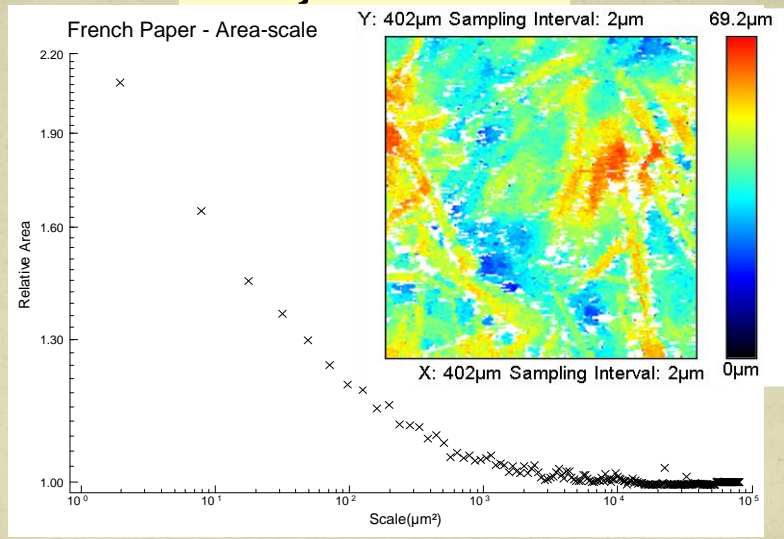 French Paper - Area-scale
Y: 402µm Sampling Interval: 2µm
69.2µm
2.20
1.90
1.60
1.30
1.00
Relative Area
X: 402µm Sampling Interval: 2µm
0µm
10⁰
10¹
10²
10³
10⁴
10⁵
Scale(µm²)